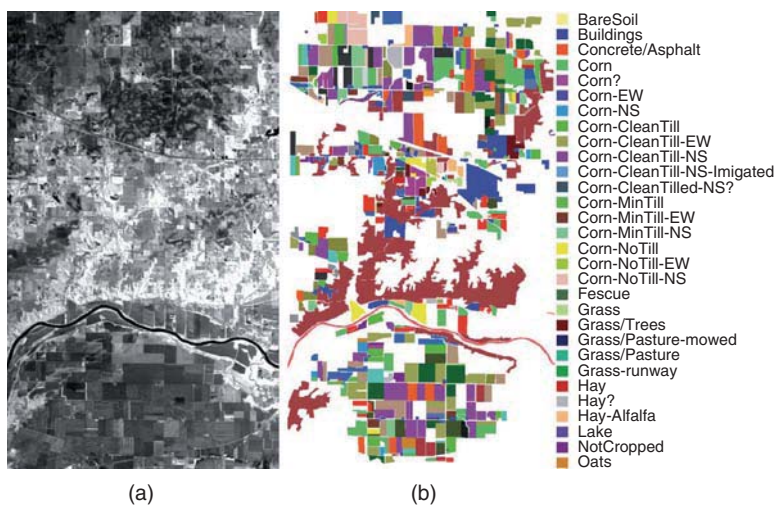 BareSoil
Buildings
Concrete/Asphalt
Corn
Corn?
Corn-EW
Corn-NS
Corn-CleanTill
Corn-CleanTill-EW
Corn-CleanTill-NS
Corn-CleanTill-NS-Imigated
Corn-CleanTilled-NS?
Corn-MinTill
Corn-MinTill-EW
Corn-MinTill-NS
Corn-NoTill
Corn-NoTill-EW
Corn-NoTill-NS
Fescue
Grass
Grass/Trees
Grass/Pasture-mowed
Grass/Pasture
Grass-runway
Hay
Hay?
Hay-Alfalfa
Lake
NotCropped
Oats
(a)
(b)